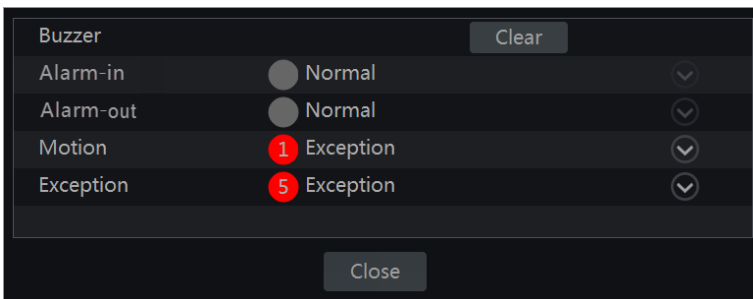 Buzzer Clear
Alarm-in Normal
Alarm-out Normal
Motion 1 Exception
Exception 5 Exception
Close